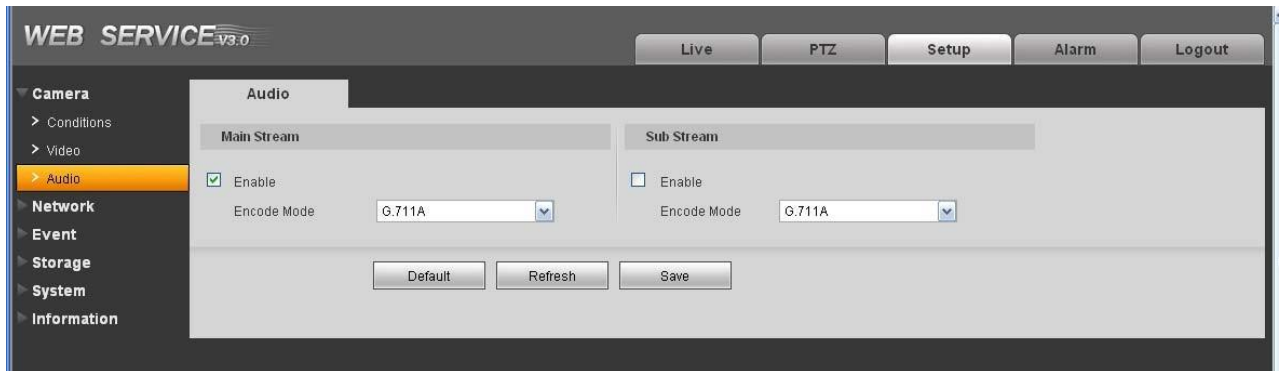 WEB SERVICE V3.0
Live PTZ Setup Alarm Logout
Camera
> Conditions
> Video
> Audio
Network
Event
Storage
System
Information
Audio
Main Stream
Enable
Encode Mode G.711A
Sub Stream
Enable
Encode Mode G.711A
Default Refresh Save